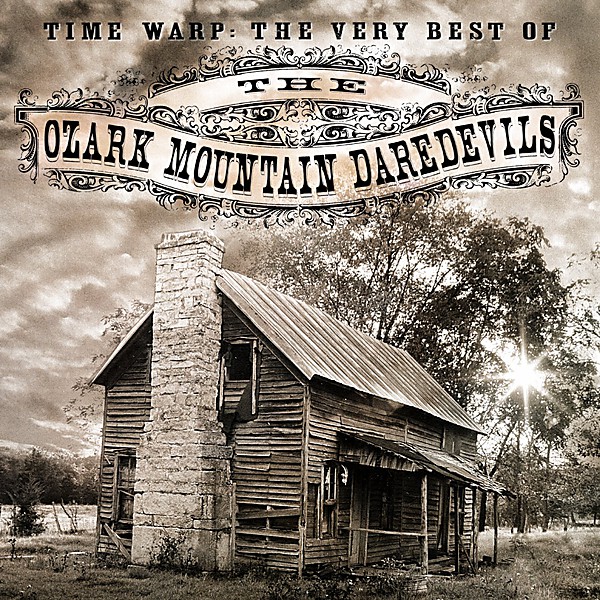 TIME WARP: THE VERY BEST OF
THE
OZARK MOUNTAIN DAREDEVILS